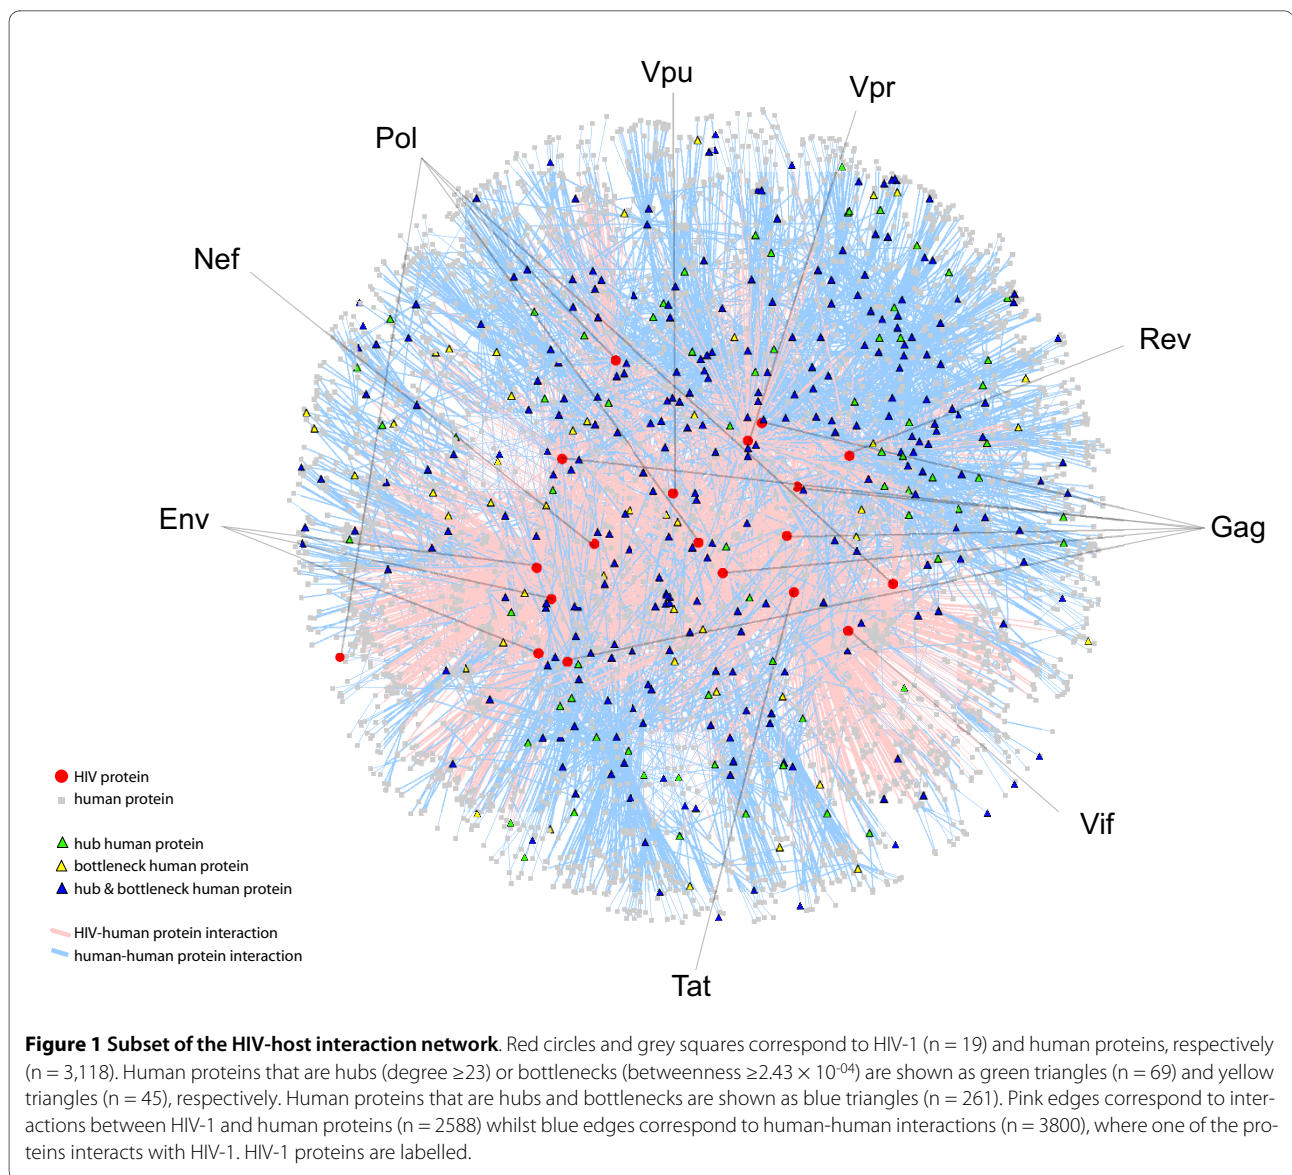 Vpu
Vpr
Pol
Nef
Rev
Env
Gag
Vif
Tat
HIV protein
human protein
hub human protein
bottleneck human protein
hub & bottleneck human protein
HIV-human protein interaction
human-human protein interaction
Figure 1 Subset of the HIV-host interaction network. Red circles and grey squares correspond to HIV-1 (n = 19) and human proteins, respectively
(n = 3,118). Human proteins that are hubs (degree ≥23) or bottlenecks (betweenness ≥2.43 × 10-04) are shown as green triangles (n = 69) and yellow
triangles (n = 45), respectively. Human proteins that are hubs and bottlenecks are shown as blue triangles (n = 261). Pink edges correspond to inter-
actions between HIV-1 and human proteins (n = 2588) whilst blue edges correspond to human-human interactions (n = 3800), where one of the pro-
teins interacts with HIV-1. HIV-1 proteins are labelled.